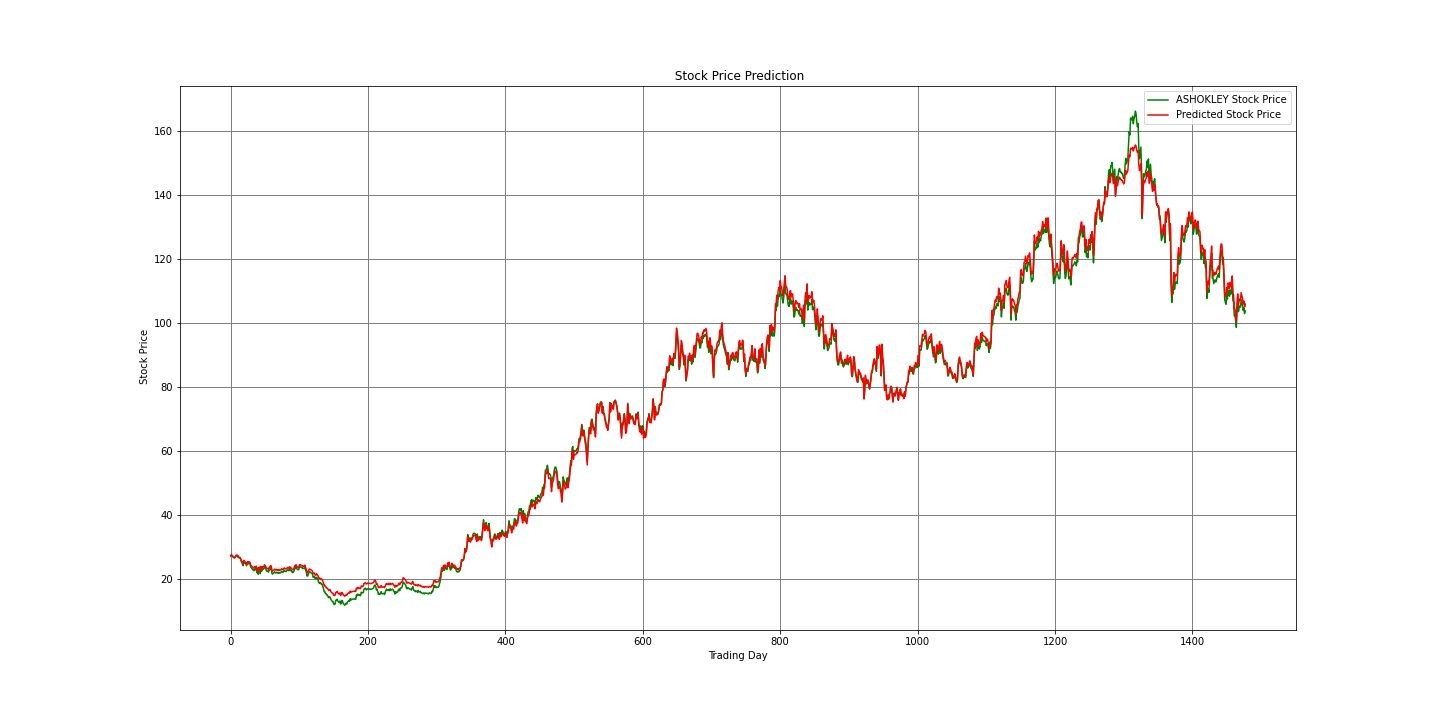 Stock Price Prediction
ASHOKLEY Stock Price
Predicted Stock Price
Stock Price
160
140
120
100
80
60
40
20
0 200 400 600 800 1000 1200 1400
Trading Day